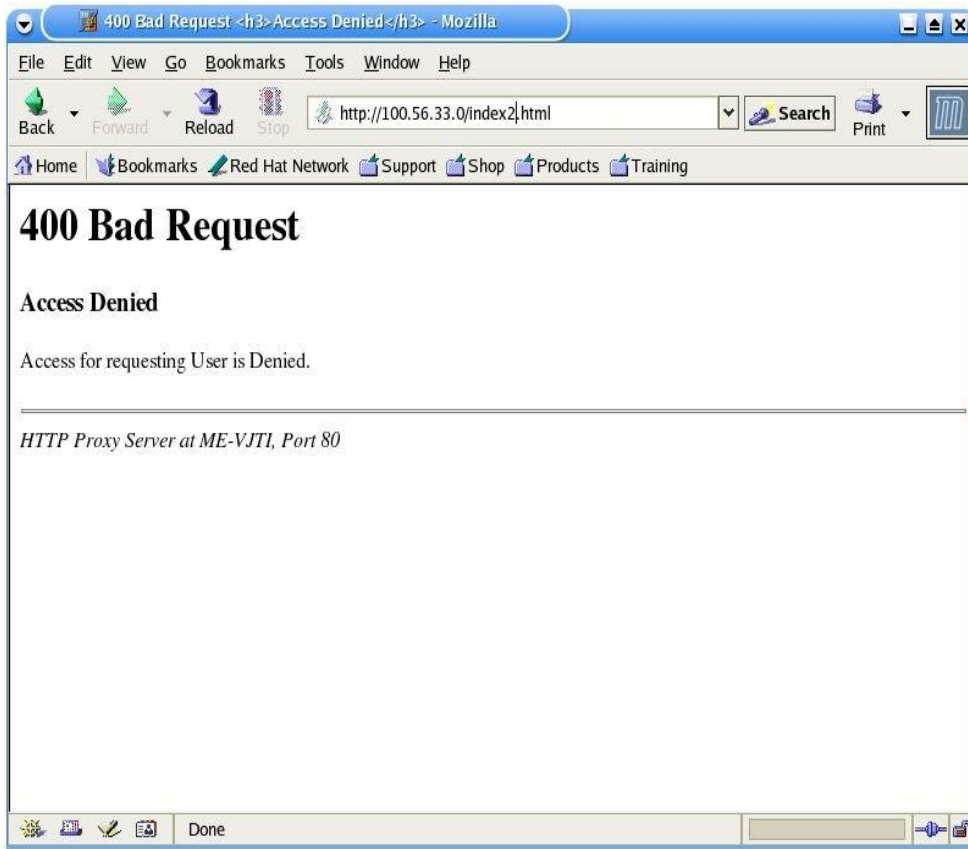 400 Bad Request <h3>Access Denied</h3> - Mozilla
File Edit View Go Bookmarks Tools Window Help
Back Forward Reload Stop http://100.56.33.0/index2.html Search Print
Home Bookmarks Red Hat Network Support Shop Products Training
400 Bad Request
Access Denied
Access for requesting User is Denied.
HTTP Proxy Server at ME-VJTI, Port 80
Done